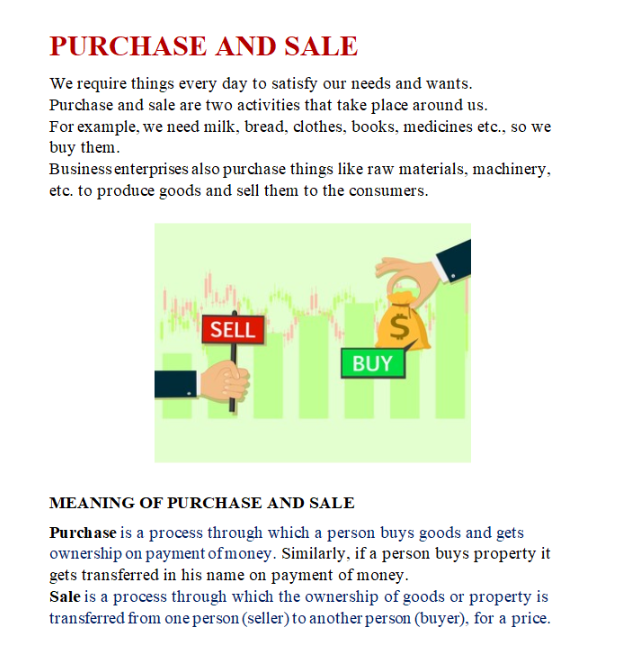 PURCHASE AND SALE
We require things every day to satisfy our needs and wants.
Purchase and sale are two activities that take place around us.
For example, we need milk, bread, clothes, books, medicines etc., so we
buy them.
Business enterprises also purchase things like raw materials, machinery,
etc. to produce goods and sell them to the consumers.
SELL
$
BUY
MEANING OF PURCHASE AND SALE
Purchase is a process through which a person buys goods and gets
ownership on payment of money. Similarly, if a person buys property it
gets transferred in his name on payment of money.
Sale is a process through which the ownership of goods or property is
transferred from one person (seller) to another person (buyer), for a price.